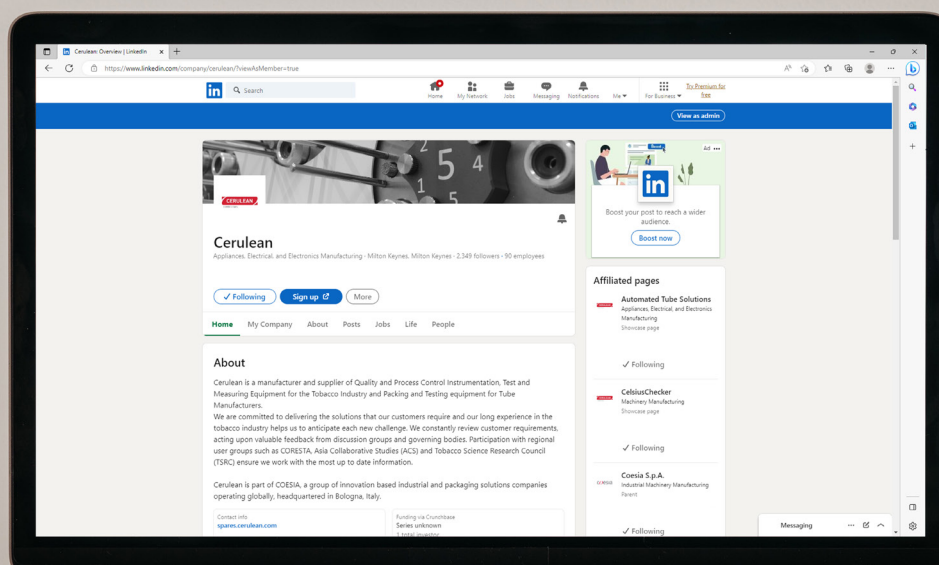 Cerulean: Overview | LinkedIn
https://www.linkedin.com/company/cerulean/?viewAsMember=true
in
Search
Home
My Network
Jobs
Messaging
Notifications
Me
For Business
Try Premium for
free
View as admin
2
5
4
1
5
CERULEAN
Cerulean
Appliances, Electrical, and Electronics Manufacturing · Milton Keynes, Milton Keynes · 2,349 followers · 90 employees
Following
Sign up
More
Home
My Company
About
Posts
Jobs
Life
People
About
Cerulean is a manufacturer and supplier of Quality and Process Control Instrumentation, Test and
Measuring Equipment for the Tobacco Industry and Packing and Testing equipment for Tube
Manufacturers.
We are committed to delivering the solutions that our customers require and our long experience in the
tobacco industry helps us to anticipate each new challenge. We constantly review customer requirements,
acting upon valuable feedback from discussion groups and governing bodies. Participation with regional
user groups such as CORESTA, Asia Collaborative Studies (ACS) and Tobacco Science Research Council
(TSRC) ensure we work with the most up to date information.
Cerulean is part of COESIA, a group of innovation based industrial and packaging solutions companies
operating globally, headquartered in Bologna, Italy.
Contact info
spares.cerulean.com
Funding via Crunchbase
Series unknown
1 total investor
Ad
in
Boost your post to reach a wider
audience.
Boost now
Affiliated pages
Automated Tube Solutions
Appliances, Electrical, and Electronics
Manufacturing
Showcase page
Following
CelsiusChecker
Machinery Manufacturing
Showcase page
Following
COESIA
Coesia S.p.A.
Industrial Machinery Manufacturing
Parent
Following
Messaging